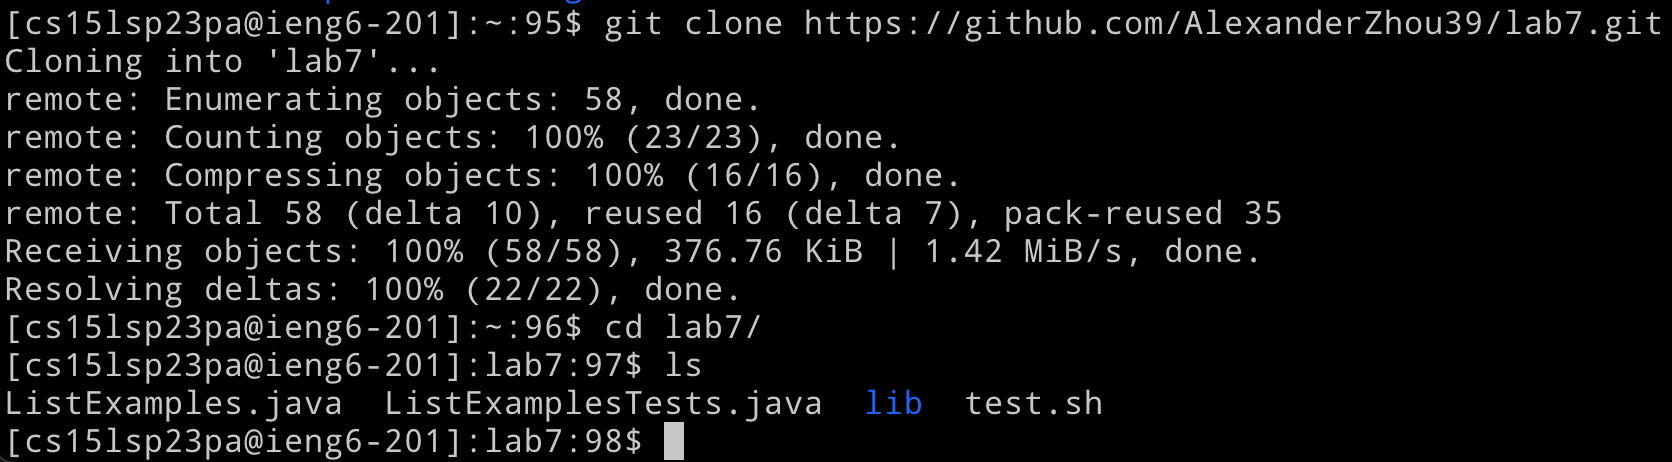 [cs15lsp23pa@ieng6-201]:~:95$ git clone https://github.com/AlexanderZhou39/lab7.git
Cloning into 'lab7'...
remote: Enumerating objects: 58, done.
remote: Counting objects: 100% (23/23), done.
remote: Compressing objects: 100% (16/16), done.
remote: Total 58 (delta 10), reused 16 (delta 7), pack-reused 35
Receiving objects: 100% (58/58), 376.76 KiB | 1.42 MiB/s, done.
Resolving deltas: 100% (22/22), done.
[cs15lsp23pa@ieng6-201]:~:96$ cd lab7/
[cs15lsp23pa@ieng6-201]:lab7:97$ ls
ListExamples.java  ListExamplesTests.java  lib  test.sh
[cs15lsp23pa@ieng6-201]:lab7:98$